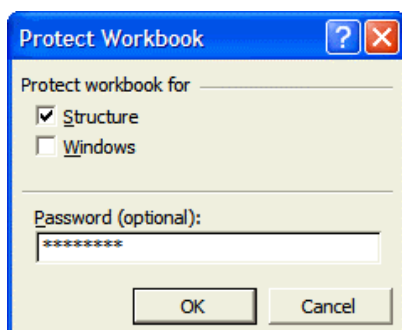 Protect Workbook
Protect workbook for
Structure
Windows
Password (optional):
********
OK Cancel